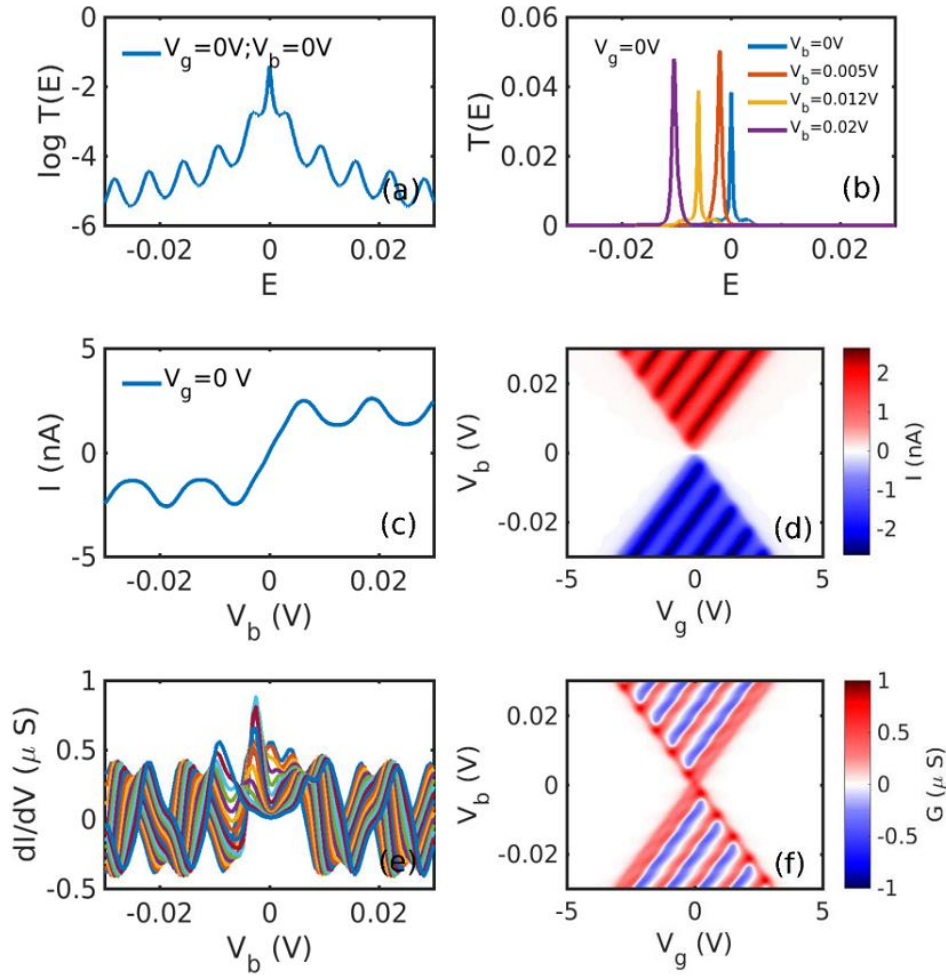 V_g=0V;V_b=0V
0
-2
-4
-6
log T(E)
-0.02 0 0.02
E
(a)
V_g=0V
V_b=0V
V_b=0.005V
V_b=0.012V
V_b=0.02V
0.06
0.04
0.02
0
T(E)
-0.02 0 0.02
E
(b)
V_g=0 V
5
0
-5
I (nA)
-0.02 0 0.02
V_b (V)
(c)
0.02
0
-0.02
V_b (V)
-5 0 5
V_g (V)
(d)
2
1
0
-1
-2
I (nA)
1
0.5
0
-0.5
dI/dV (μ S)
-0.02 0 0.02
V_b (V)
(e)
0.02
0
-0.02
V_b (V)
-5 0 5
V_g (V)
(f)
1
0.5
0
-0.5
-1
G (μ S)